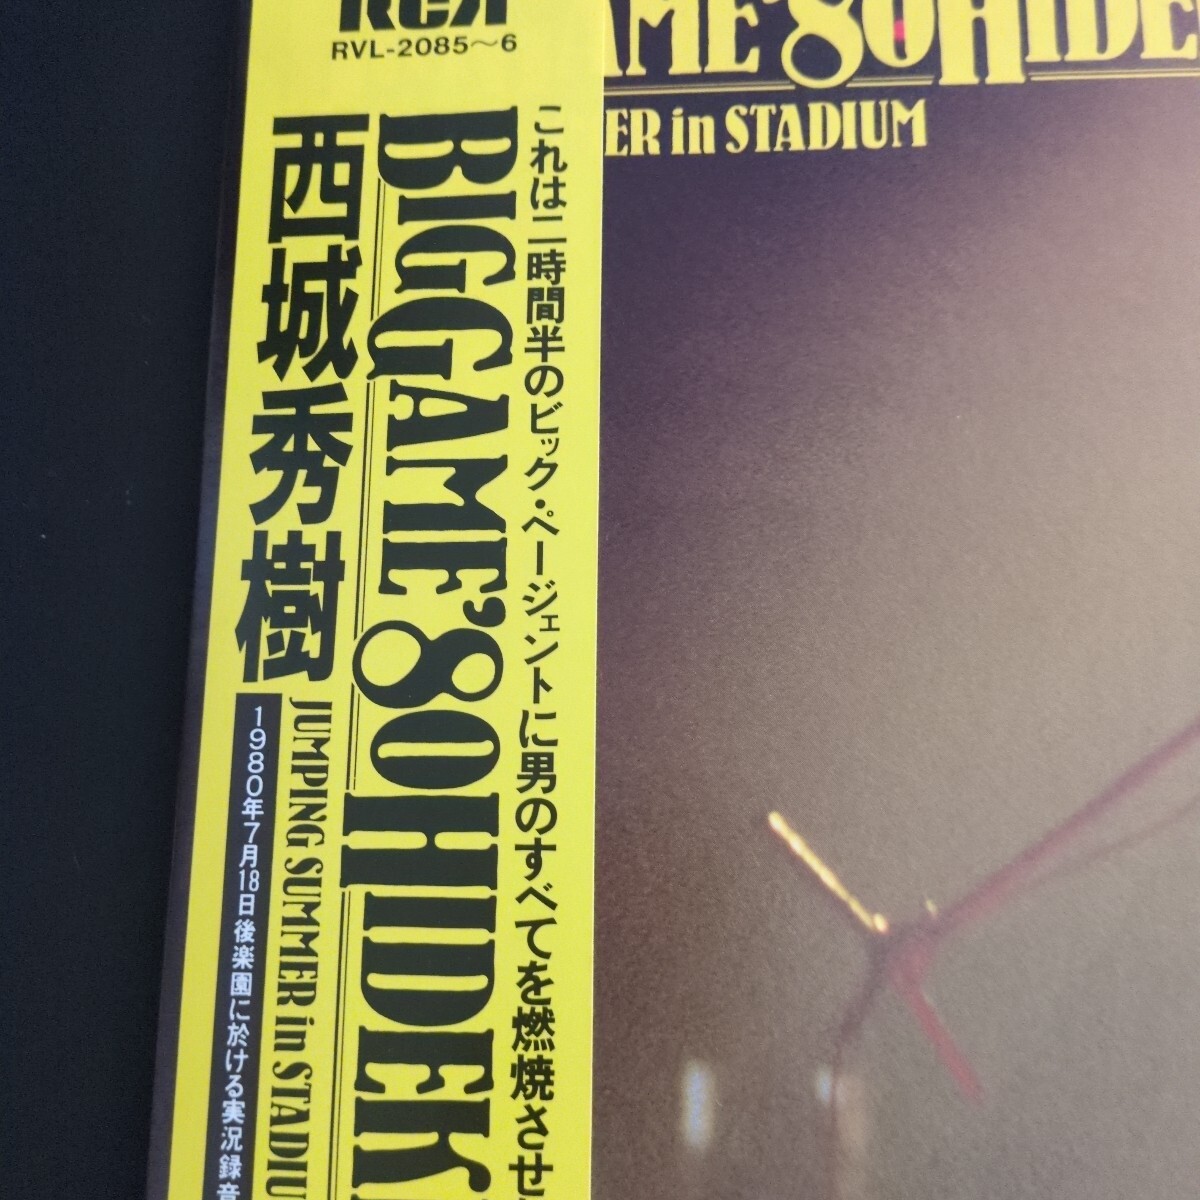 RCA
RVL-2085〜6
これは二時間半のビック・ページェントに男のすべてを燃焼させ
BIG GAME'80 HIDEK
西城秀樹
JUMPING SUMMER in STADIU
1980年7月18日後楽園に於ける実況録音
AME'80 HIDE
ER in STADIUM